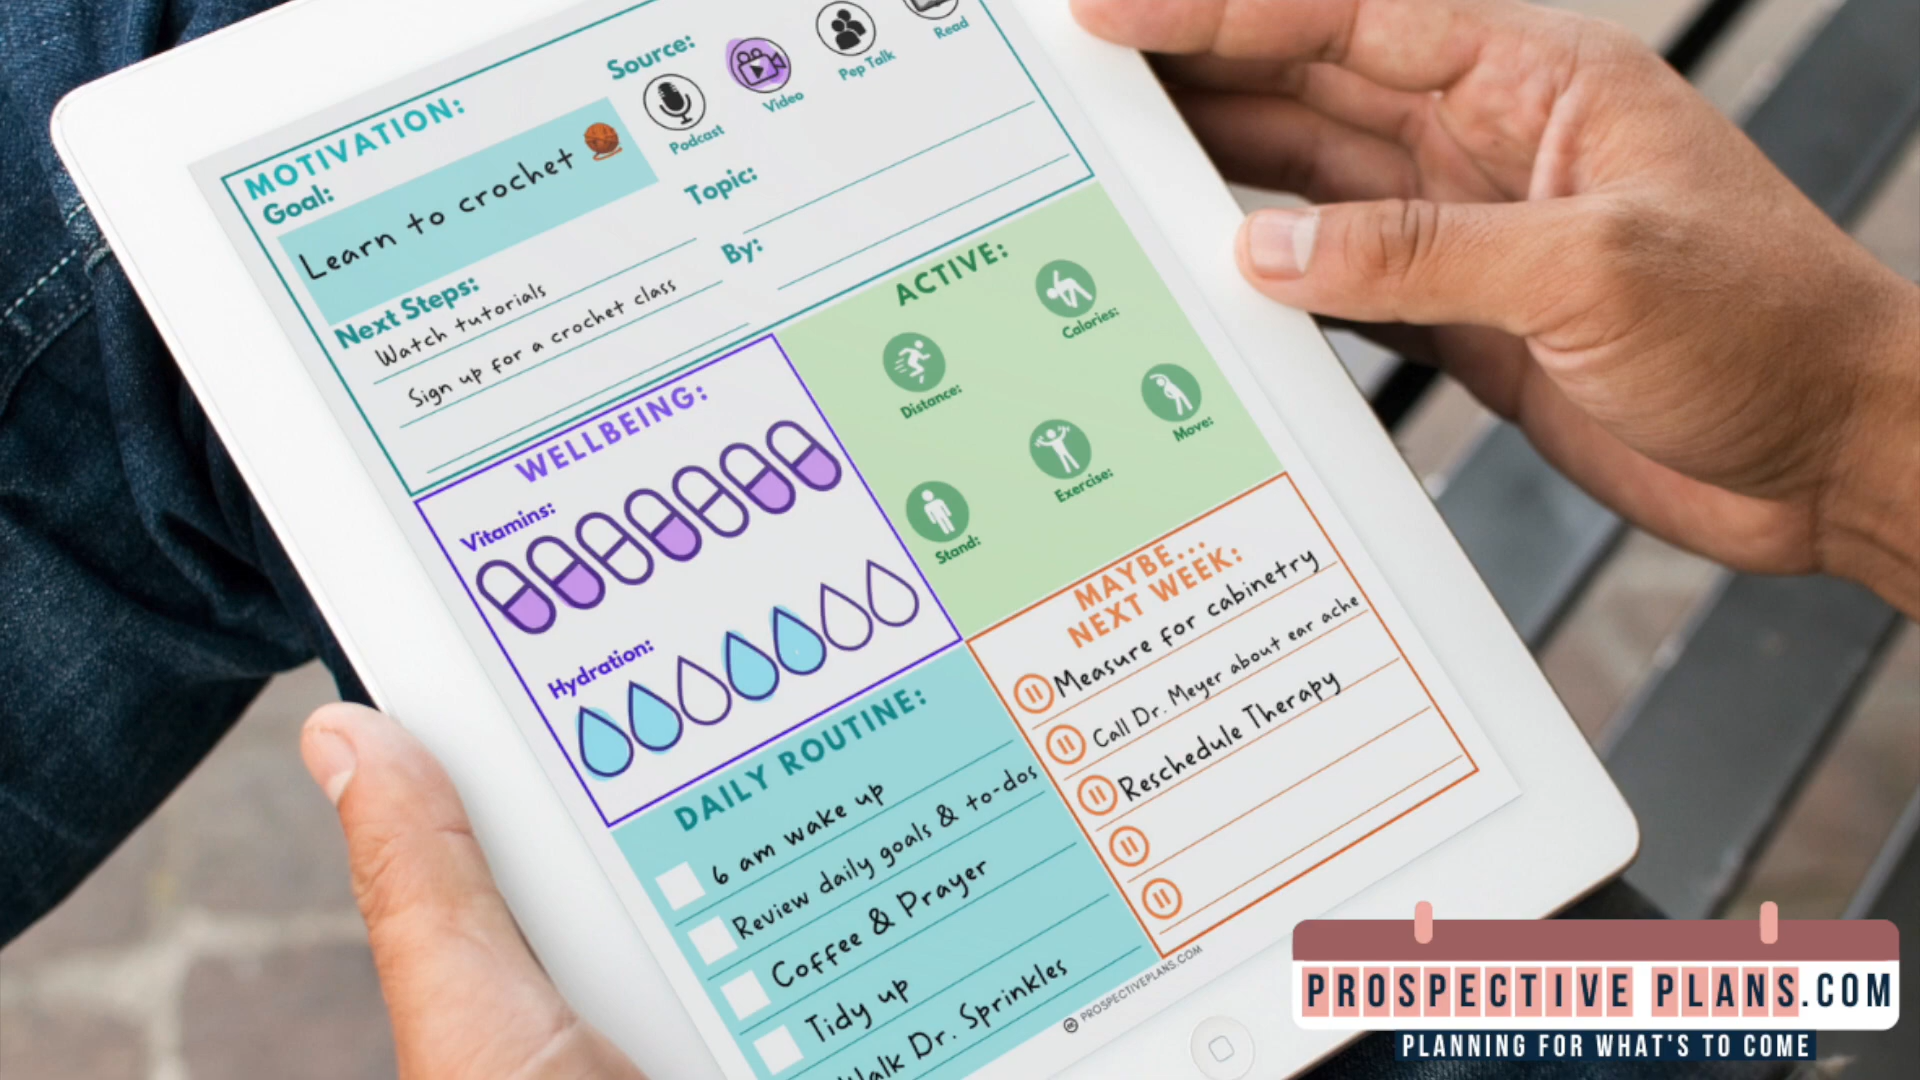 MOTIVATION:
Goal:
Learn to crochet
Next Steps:
Watch tutorials
Sign up for a crochet class
Source:
Podcast
Video
Pep Talk
Read
Topic:
By:
WELLBEING:
Vitamins:
Hydration:
ACTIVE:
Distance:
Calories:
Stand:
Exercise:
Move:
DAILY ROUTINE:
6 am wake up
Review daily goals & to-dos
Coffee & Prayer
Tidy up
Walk Dr. Sprinkles
MAYBE...
NEXT WEEK:
Measure for cabinetry
Call Dr. Meyer about ear ache
Reschedule Therapy
PROSPECTIVEPLANS.COM
PROSPECTIVE PLANS.COM
PLANNING FOR WHAT'S TO COME